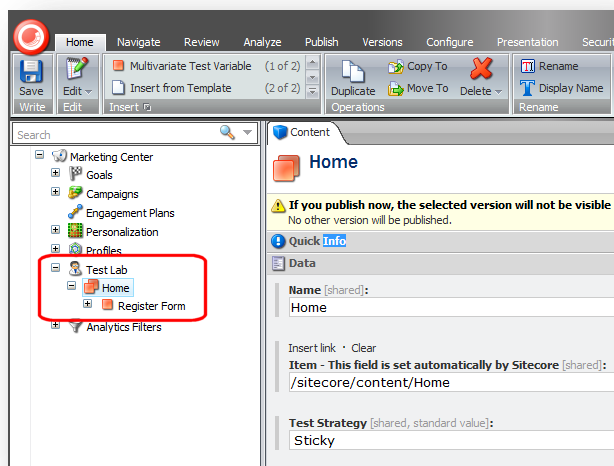 Home Navigate Review Analyze Publish Versions Configure Presentation Securi
Save
Write
Edit
Edit
Multivariate Test Variable (1 of 2)
Insert from Template (2 of 2)
Insert
Duplicate
Copy To
Move To
Delete
Operations
Rename
Display Name
Rename
Search
Marketing Center
Goals
Campaigns
Engagement Plans
Personalization
Profiles
Test Lab
Home
Register Form
Analytics Filters
Content
Home
If you publish now, the selected version will not be visible
No other version will be published.
Quick Info
Data
Name [shared]:
Home
Insert link · Clear
Item - This field is set automatically by Sitecore [shared]:
/sitecore/content/Home
Test Strategy [shared, standard value]:
Sticky